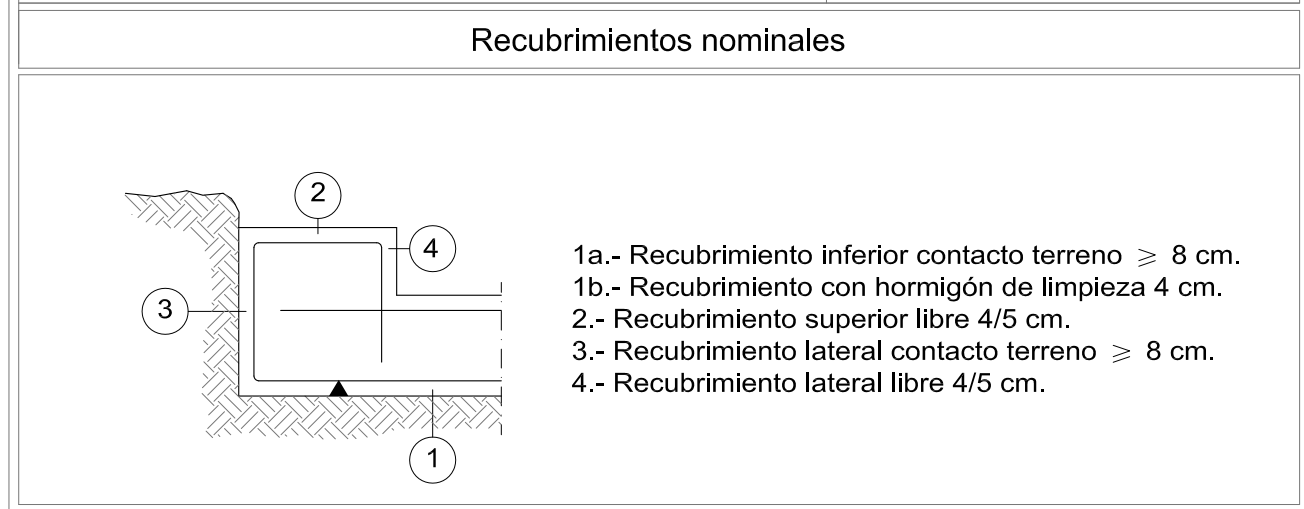 Recubrimientos nominales
2
4
3
1
1a.- Recubrimiento inferior contacto terreno ⩾ 8 cm.
1b.- Recubrimiento con hormigón de limpieza 4 cm.
2.- Recubrimiento superior libre 4/5 cm.
3.- Recubrimiento lateral contacto terreno ⩾ 8 cm.
4.- Recubrimiento lateral libre 4/5 cm.